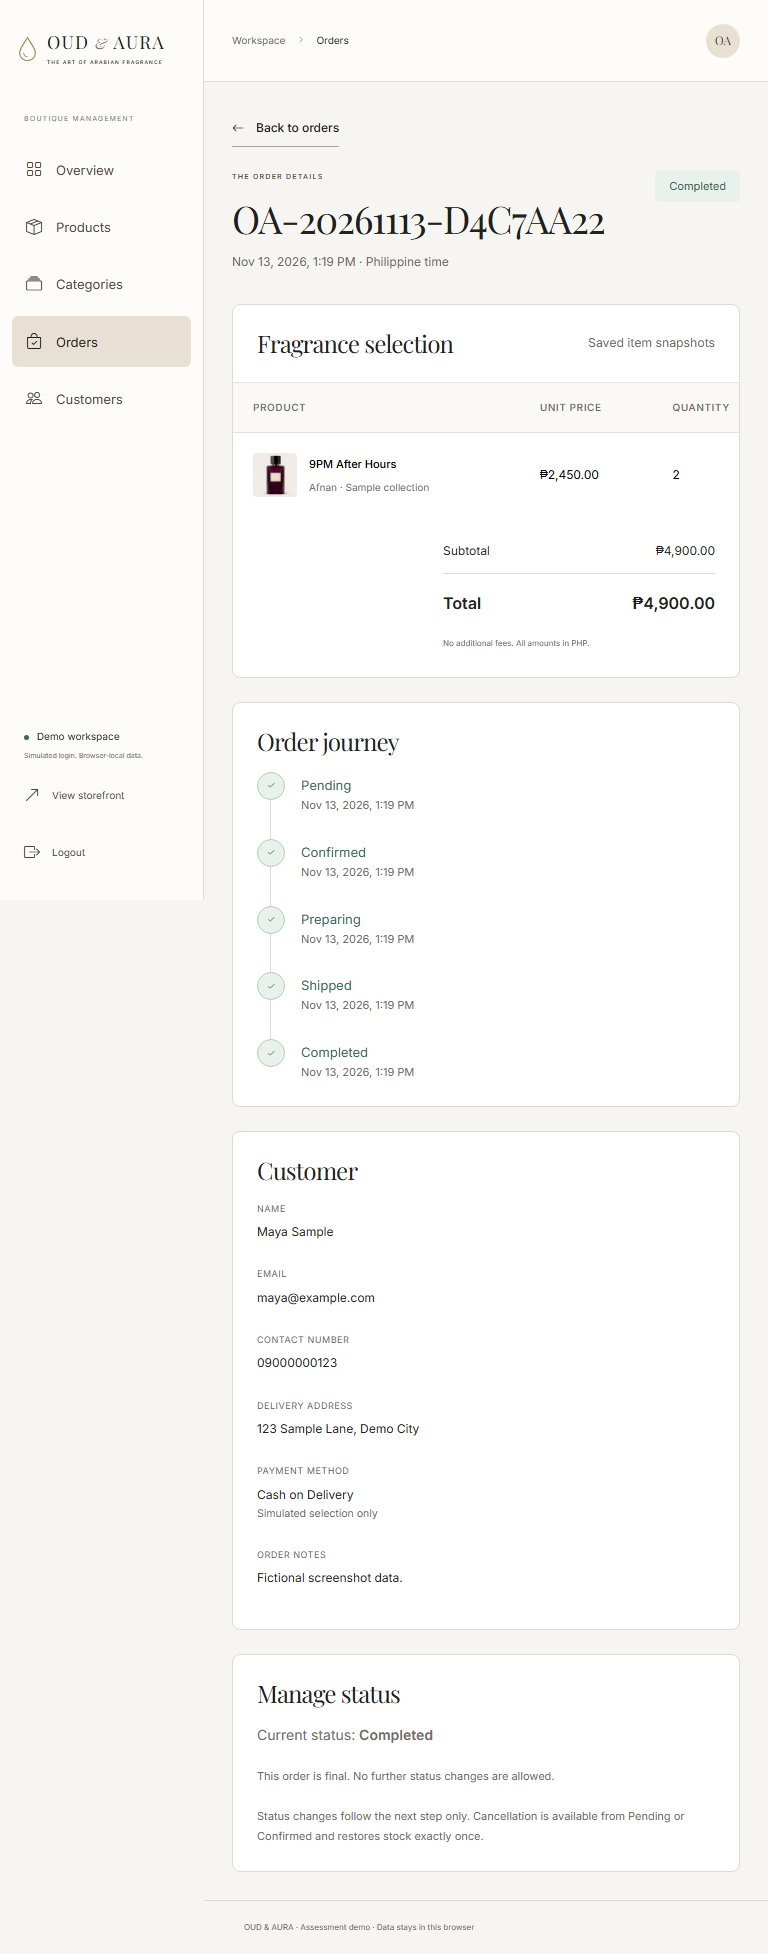 OUD & AURA
THE ART OF ARABIAN FRAGRANCE
BOUTIQUE MANAGEMENT
Overview
Products
Categories
Orders
Customers
Demo workspace
Simulated login. Browser-local data.
View storefront
Logout
Workspace > Orders
OA
← Back to orders
THE ORDER DETAILS
Completed
OA-20261113-D4C7AA22
Nov 13, 2026, 1:19 PM · Philippine time
Fragrance selection
Saved item snapshots
PRODUCT UNIT PRICE QUANTITY
9PM After Hours
Afnan · Sample collection
₱2,450.00 2
Subtotal ₱4,900.00
Total ₱4,900.00
No additional fees. All amounts in PHP.
Order journey
Pending
Nov 13, 2026, 1:19 PM
Confirmed
Nov 13, 2026, 1:19 PM
Preparing
Nov 13, 2026, 1:19 PM
Shipped
Nov 13, 2026, 1:19 PM
Completed
Nov 13, 2026, 1:19 PM
Customer
NAME
Maya Sample
EMAIL
maya@example.com
CONTACT NUMBER
09000000123
DELIVERY ADDRESS
123 Sample Lane, Demo City
PAYMENT METHOD
Cash on Delivery
Simulated selection only
ORDER NOTES
Fictional screenshot data.
Manage status
Current status: Completed
This order is final. No further status changes are allowed.
Status changes follow the next step only. Cancellation is available from Pending or
Confirmed and restores stock exactly once.
OUD & AURA · Assessment demo · Data stays in this browser